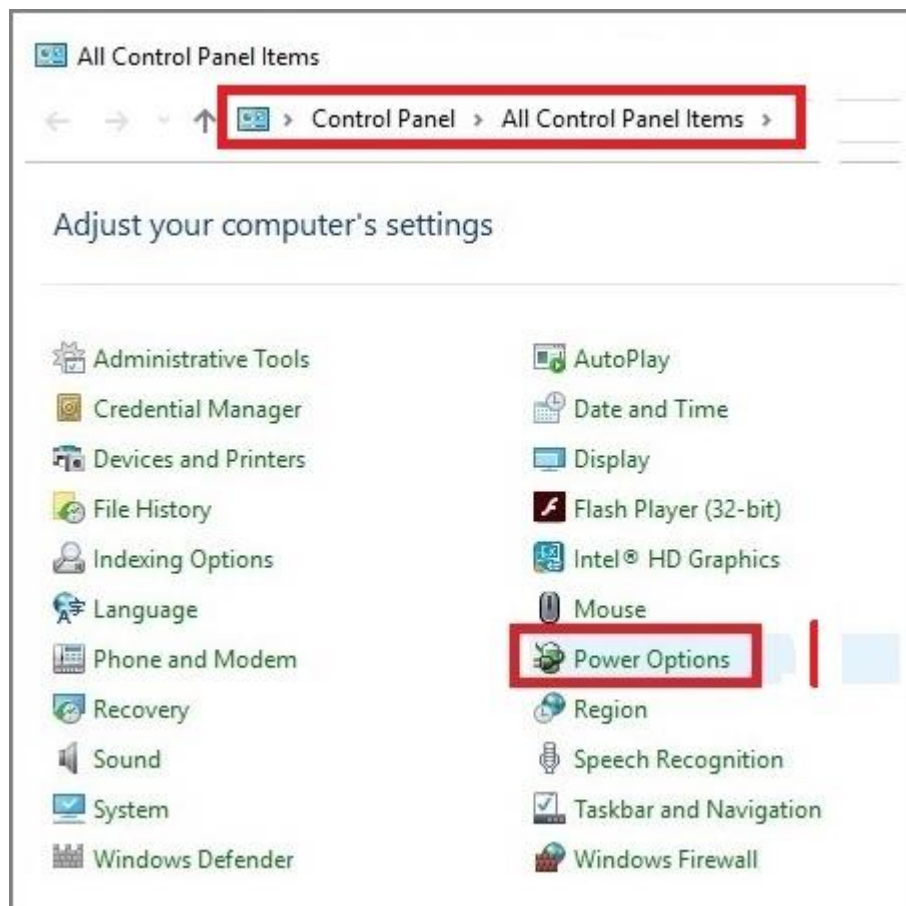 All Control Panel Items
Control Panel > All Control Panel Items >
Adjust your computer's settings
Administrative Tools
Credential Manager
Devices and Printers
File History
Indexing Options
Language
Phone and Modem
Recovery
Sound
System
Windows Defender
AutoPlay
Date and Time
Display
Flash Player (32-bit)
Intel® HD Graphics
Mouse
Power Options
Region
Speech Recognition
Taskbar and Navigation
Windows Firewall